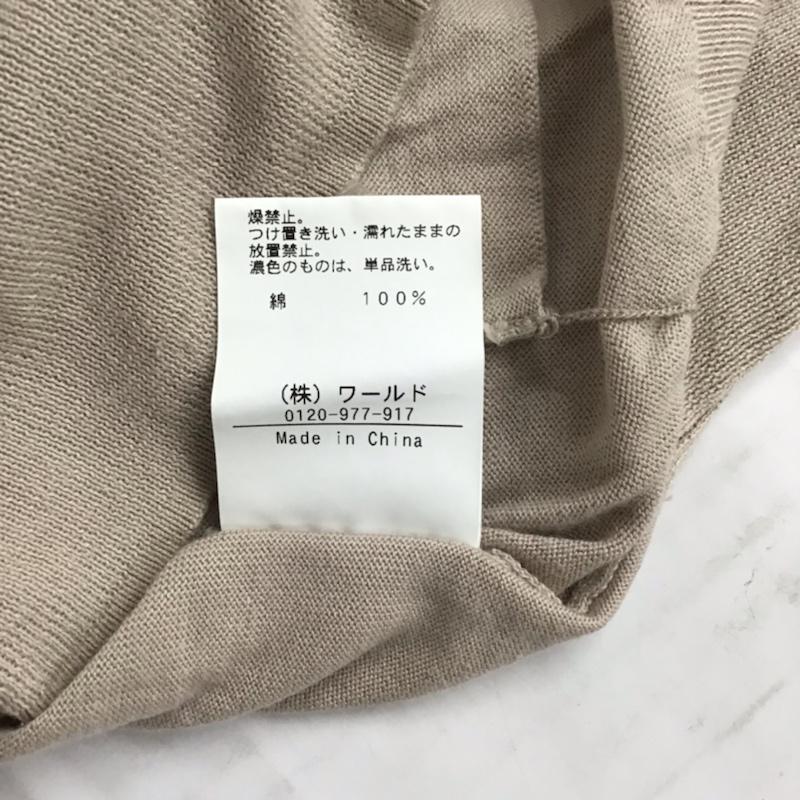 燥禁止。
つけ置き洗い・濡れたままの
放置禁止。
濃色のものは、単品洗い。
綿 100%
(株)ワールド
0120-977-917
Made in China